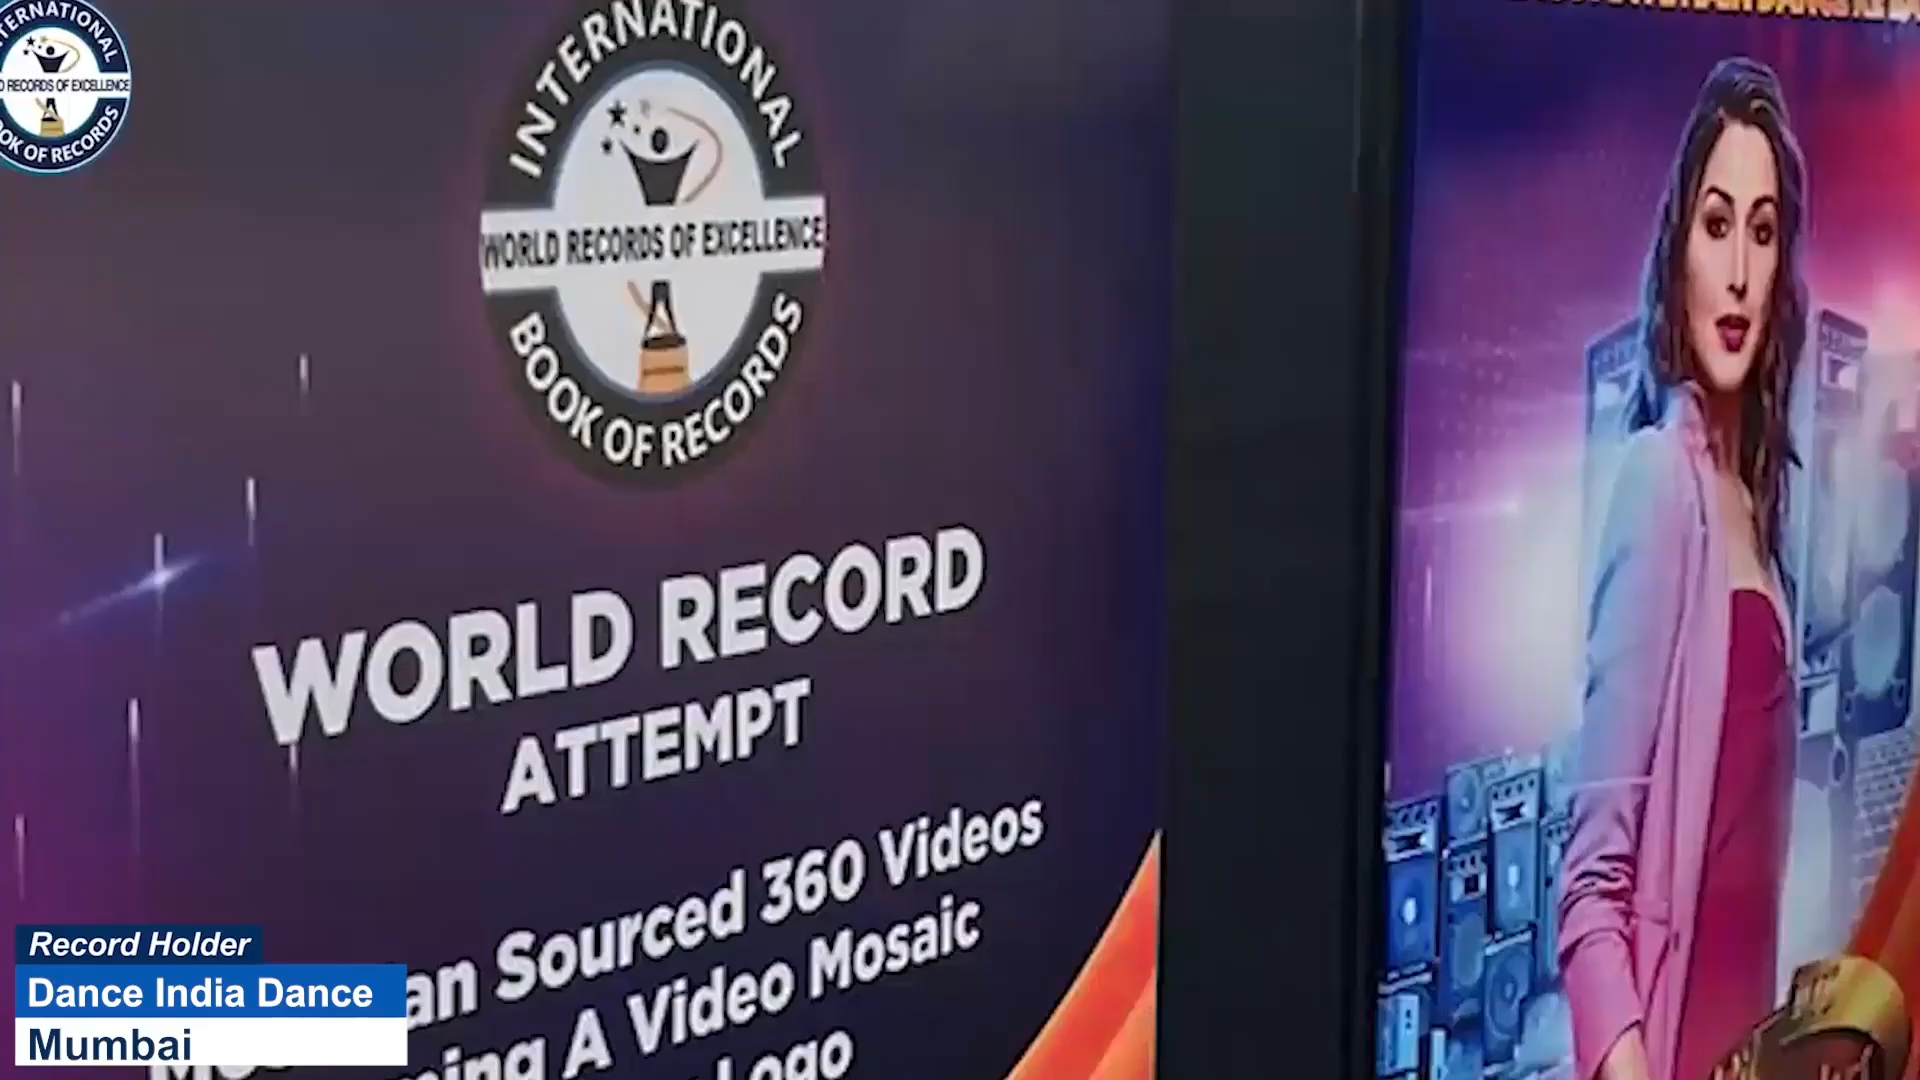 INTERNATIONAL
WORLD RECORDS OF EXCELLENCE
BOOK OF RECORDS
RECORDS OF EXCELLENCE
OF RECORDS
WORLD RECORD
ATTEMPT
Sourced 360 Videos
A Video Mosaic
Logo
Record Holder
Dance India Dance
Mumbai